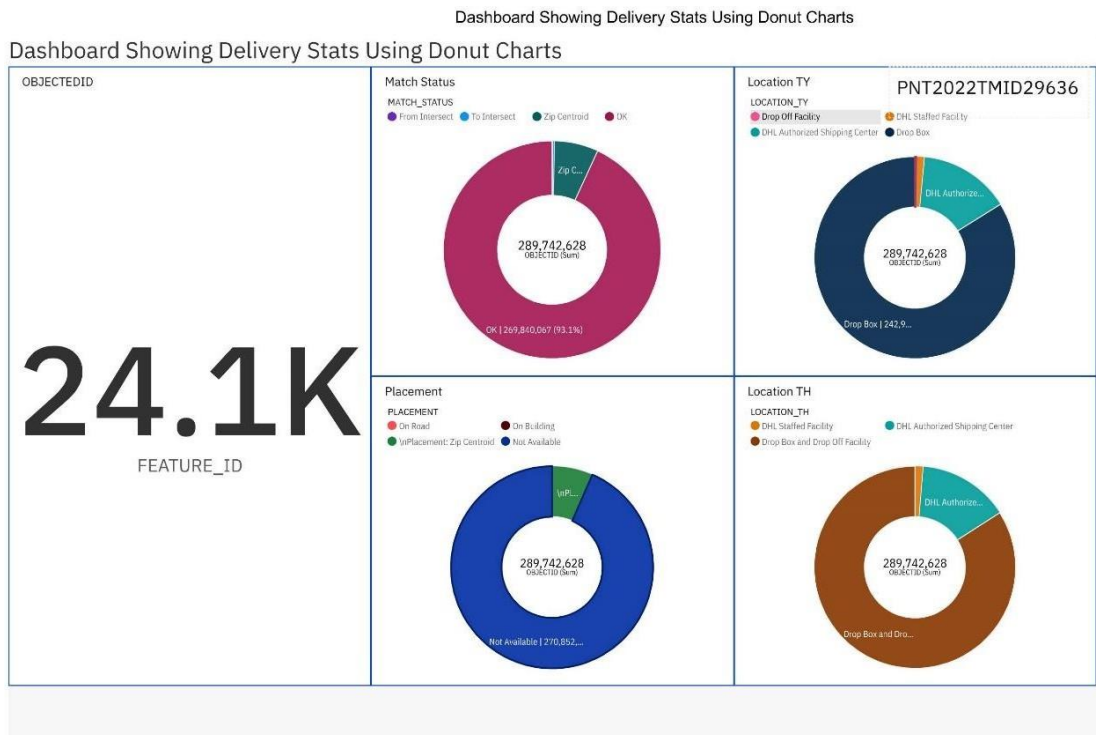 Dashboard Showing Delivery Stats Using Donut Charts
Dashboard Showing Delivery Stats Using Donut Charts
OBJECTEDID
24.1K
FEATURE_ID
Match Status
MATCH_STATUS
From Intersect To Intersect Zip Centroid OK
Zip C...
289,742,628
OBJECTID (Sum)
OK | 269,840,067 (93.1%)
Location TY
PNT2022TMID29636
LOCATION_TY
Drop Off Facility DHL Staffed Facility
DHL Authorized Shipping Center Drop Box
DHL Authorize...
289,742,628
OBJECTID (Sum)
Drop Box | 242,9...
Placement
PLACEMENT
On Road On Building
\nPlacement: Zip Centroid Not Available
\nPl...
289,742,628
OBJECTID (Sum)
Not Available | 270,852,...
Location TH
LOCATION_TH
DHL Staffed Facility DHL Authorized Shipping Center
Drop Box and Drop Off Facility
DHL Authorize...
289,742,628
OBJECTID (Sum)
Drop Box and Dro...